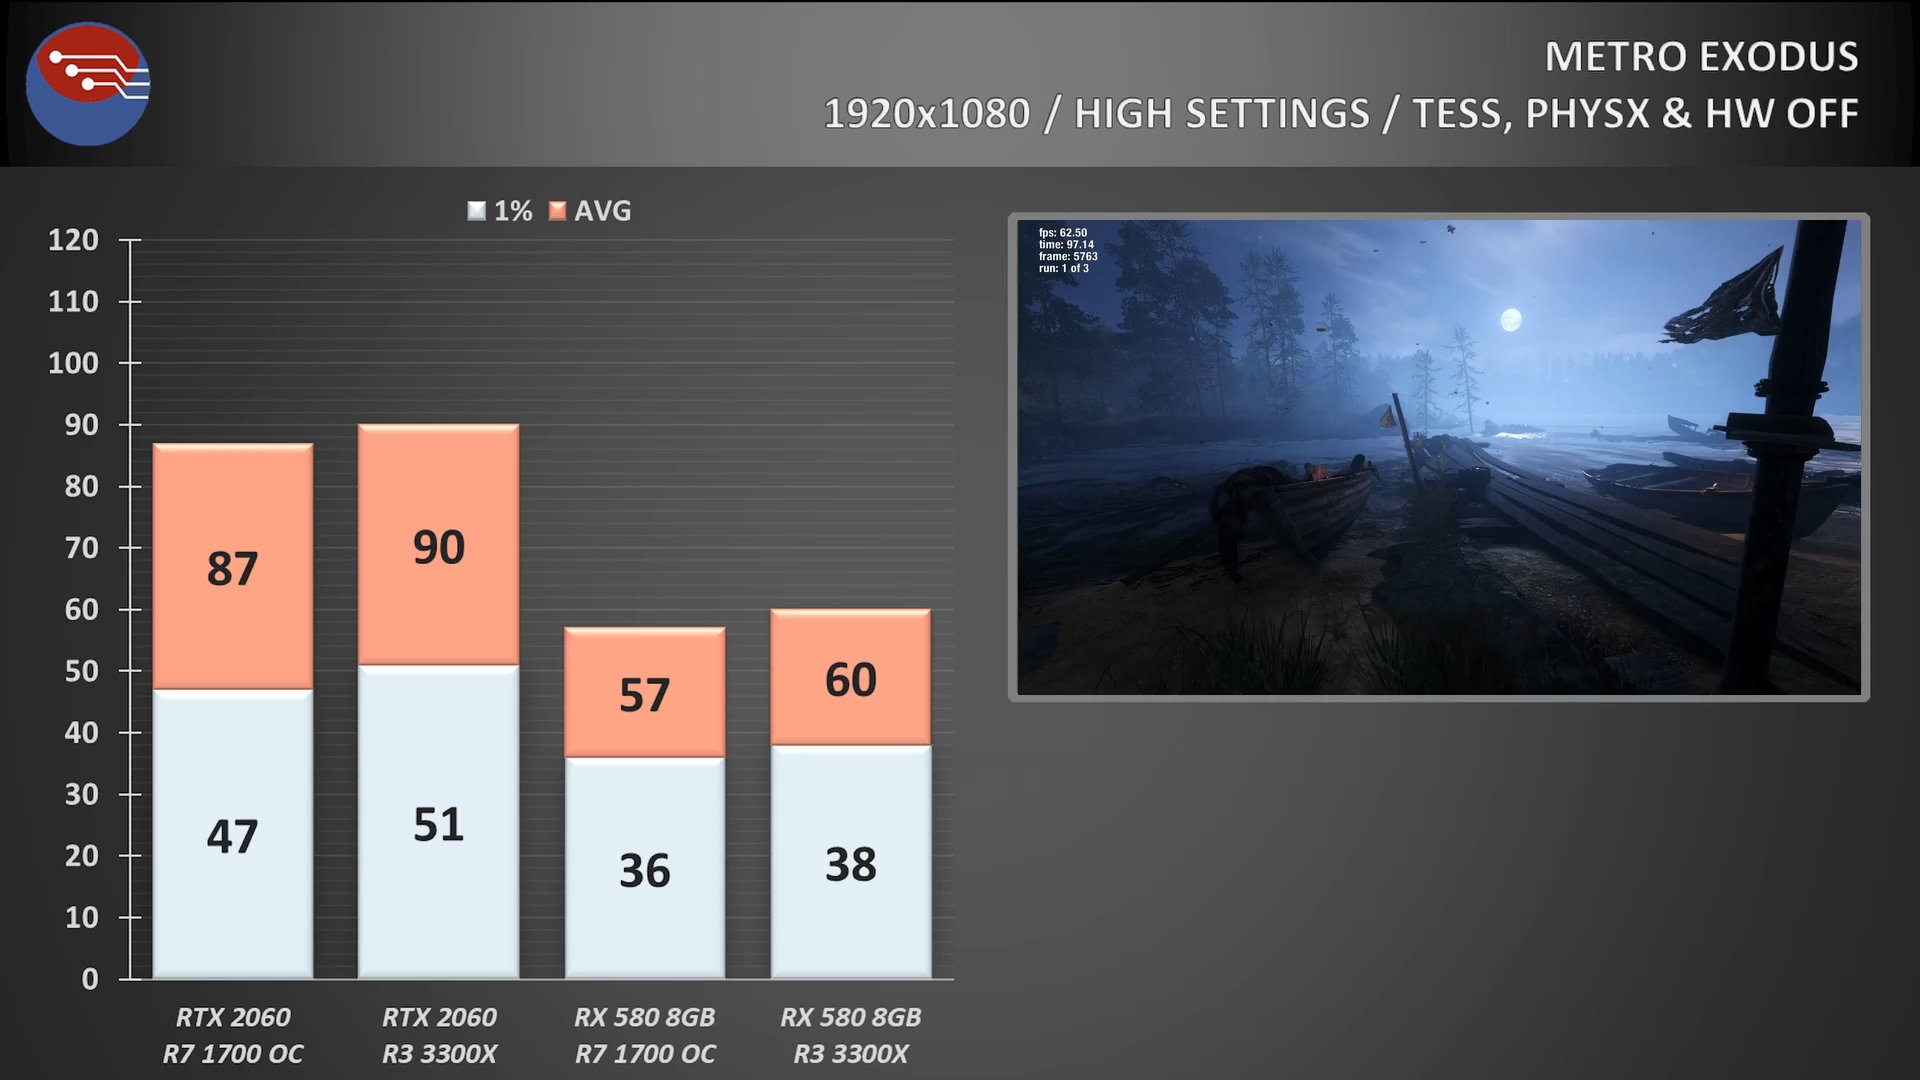 METRO EXODUS
1920x1080 / HIGH SETTINGS / TESS, PHYSX & HW OFF
1% AVG
120
110
100
90
80
70
60
50
40
30
20
10
0
87
90
57
60
47
51
36
38
RTX 2060
R7 1700 OC
RTX 2060
R3 3300X
RX 580 8GB
R7 1700 OC
RX 580 8GB
R3 3300X
fps: 62.50
time: 97.14
frame: 5763
run: 1 of 3